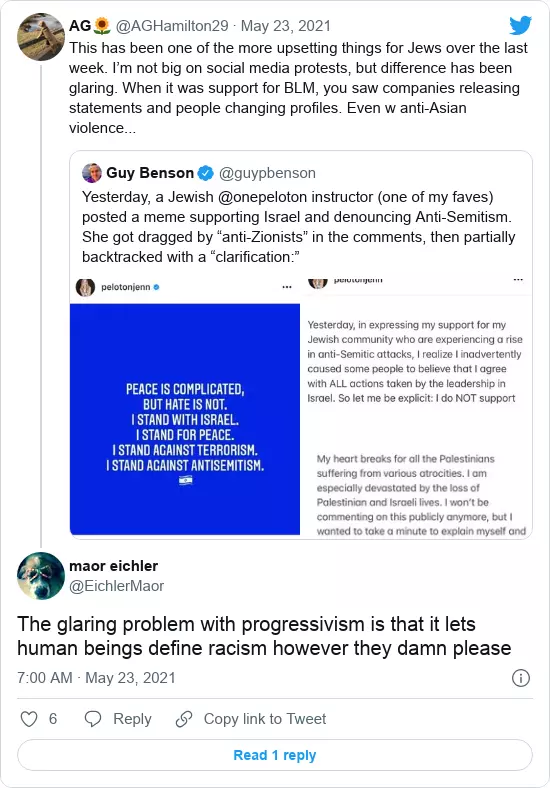 AG🌻 @AGHamilton29 · May 23, 2021
This has been one of the more upsetting things for Jews over the last
week. I’m not big on social media protests, but difference has been
glaring. When it was support for BLM, you saw companies releasing
statements and people changing profiles. Even w anti-Asian
violence...
Guy Benson @guypbenson
Yesterday, a Jewish @onepeloton instructor (one of my faves)
posted a meme supporting Israel and denouncing Anti-Semitism.
She got dragged by “anti-Zionists” in the comments, then partially
backtracked with a “clarification:”
pelotonjenn
PEACE IS COMPLICATED,
BUT HATE IS NOT.
I STAND WITH ISRAEL.
I STAND FOR PEACE.
I STAND AGAINST TERRORISM.
I STAND AGAINST ANTISEMITISM.
🇮🇱
pelotonjenn
Yesterday, in expressing my support for my
Jewish community who are experiencing a rise
in anti-Semitic attacks, I realize I inadvertently
caused some people to believe that I agree
with ALL actions taken by the leadership in
Israel. So let me be explicit: I do NOT support
My heart breaks for all the Palestinians
suffering from various atrocities. I am
especially devastated by the loss of
Palestinian and Israeli lives. I won’t be
commenting on this publicly anymore, but I
wanted to take a minute to explain myself and
maor eichler
@EichlerMaor
The glaring problem with progressivism is that it lets
human beings define racism however they damn please
7:00 AM · May 23, 2021
6 Reply Copy link to Tweet
Read 1 reply